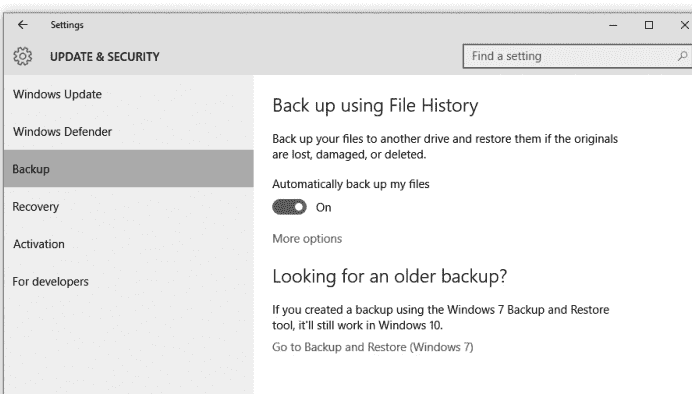 Settings
UPDATE & SECURITY
Find a setting
Windows Update
Windows Defender
Backup
Recovery
Activation
For developers
Back up using File History
Back up your files to another drive and restore them if the originals
are lost, damaged, or deleted.
Automatically back up my files
On
More options
Looking for an older backup?
If you created a backup using the Windows 7 Backup and Restore
tool, it'll still work in Windows 10.
Go to Backup and Restore (Windows 7)